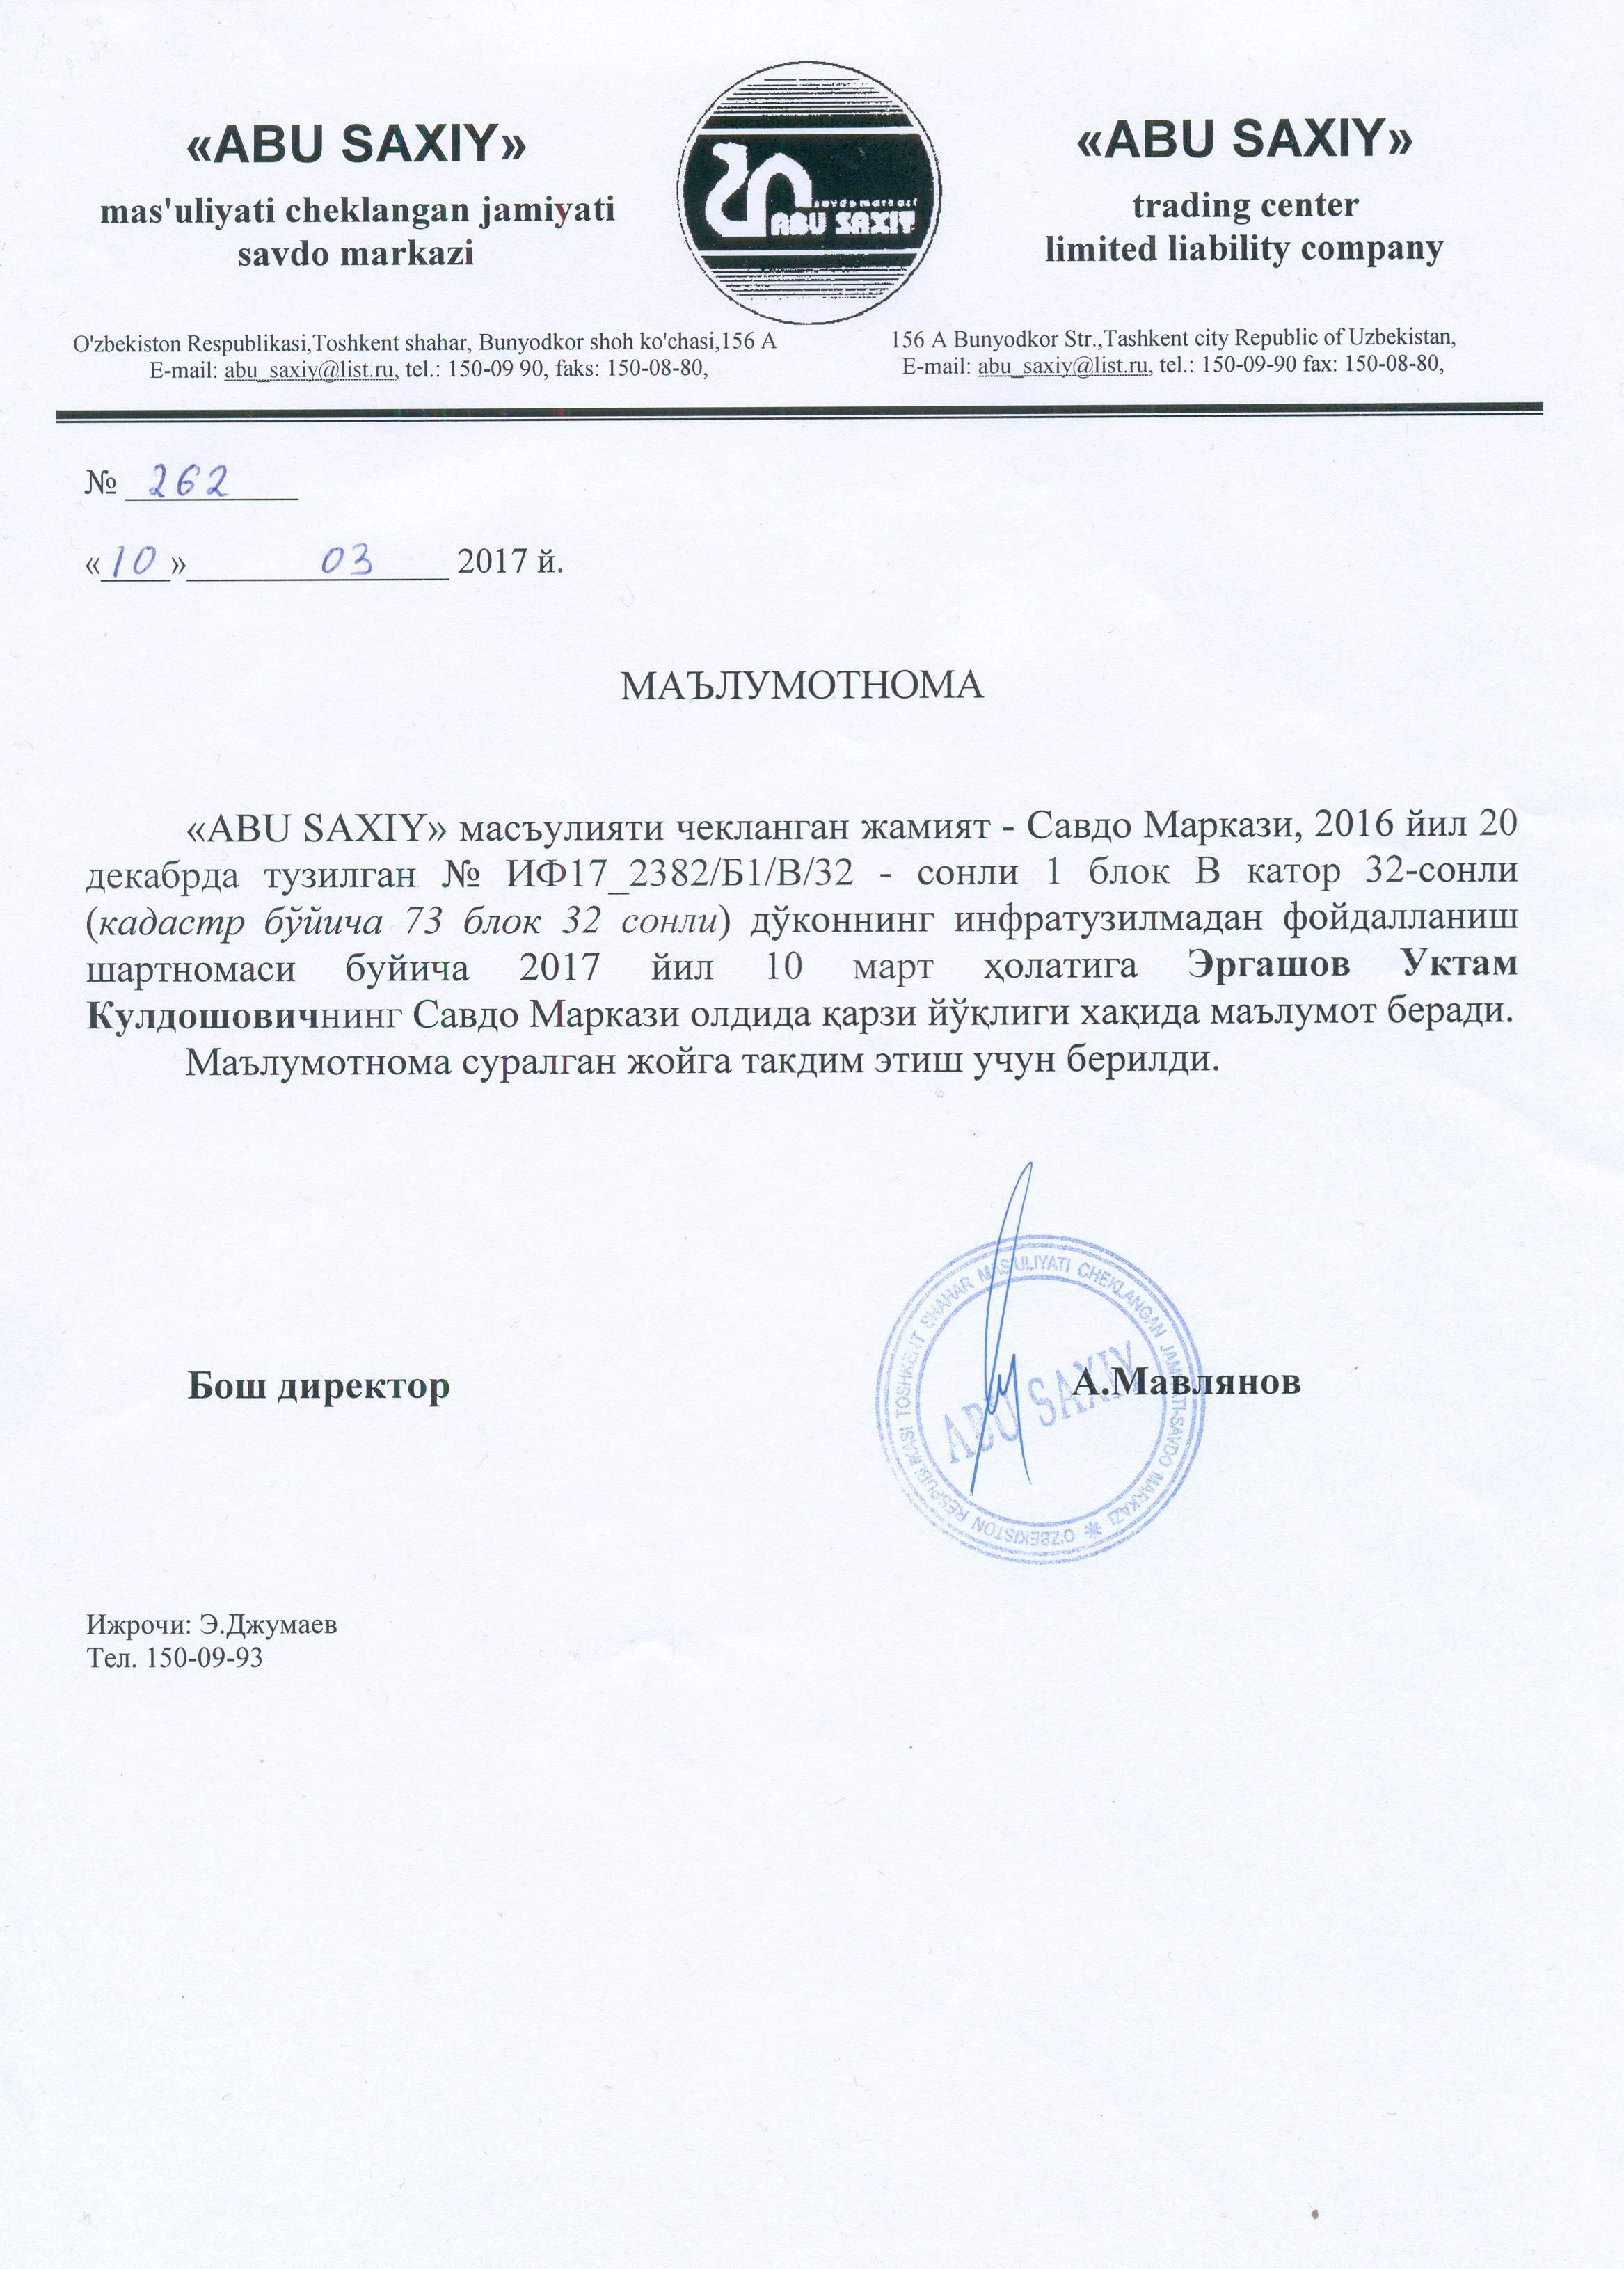 «ABU SAXIY»
mas'uliyati cheklangan jamiyati
savdo markazi
O'zbekiston Respublikasi,Toshkent shahar, Bunyodkor shoh ko'chasi,156 A
E-mail: abu_saxiy@list.ru, tel.: 150-09 90, faks: 150-08-80,
savdo markazi
ABU SAXIY
«ABU SAXIY»
trading center
limited liability company
156 A Bunyodkor Str.,Tashkent city Republic of Uzbekistan,
E-mail: abu_saxiy@list.ru, tel.: 150-09-90 fax: 150-08-80,
№ 262
«10» 03 2017 й.
МАЪЛУМОТНОМА
«ABU SAXIY» масъулияти чекланган жамият - Савдо Маркази, 2016 йил 20
декабрда тузилган № ИФ17_2382/Б1/В/32 - сонли 1 блок В катор 32-сонли
(кадастр бўйича 73 блок 32 сонли) дўконнинг инфратузилмадан фойдалланиш
шартномаси буйича 2017 йил 10 март ҳолатига Эргашов Уктам
Кулдошовичнинг Савдо Маркази олдида қарзи йўқлиги хақида маълумот беради.
Маълумотнома суралган жойга такдим этиш учун берилди.
Бош директор
А.Мавлянов
O'ZBEKISTON RESPUBLIKASI TOSHKENT SHAHAR MAS'ULIYATI CHEKLANGAN JAMIYATI-SAVDO MARKAZI
ABU SAXIY
Ижрочи: Э.Джумаев
Тел. 150-09-93